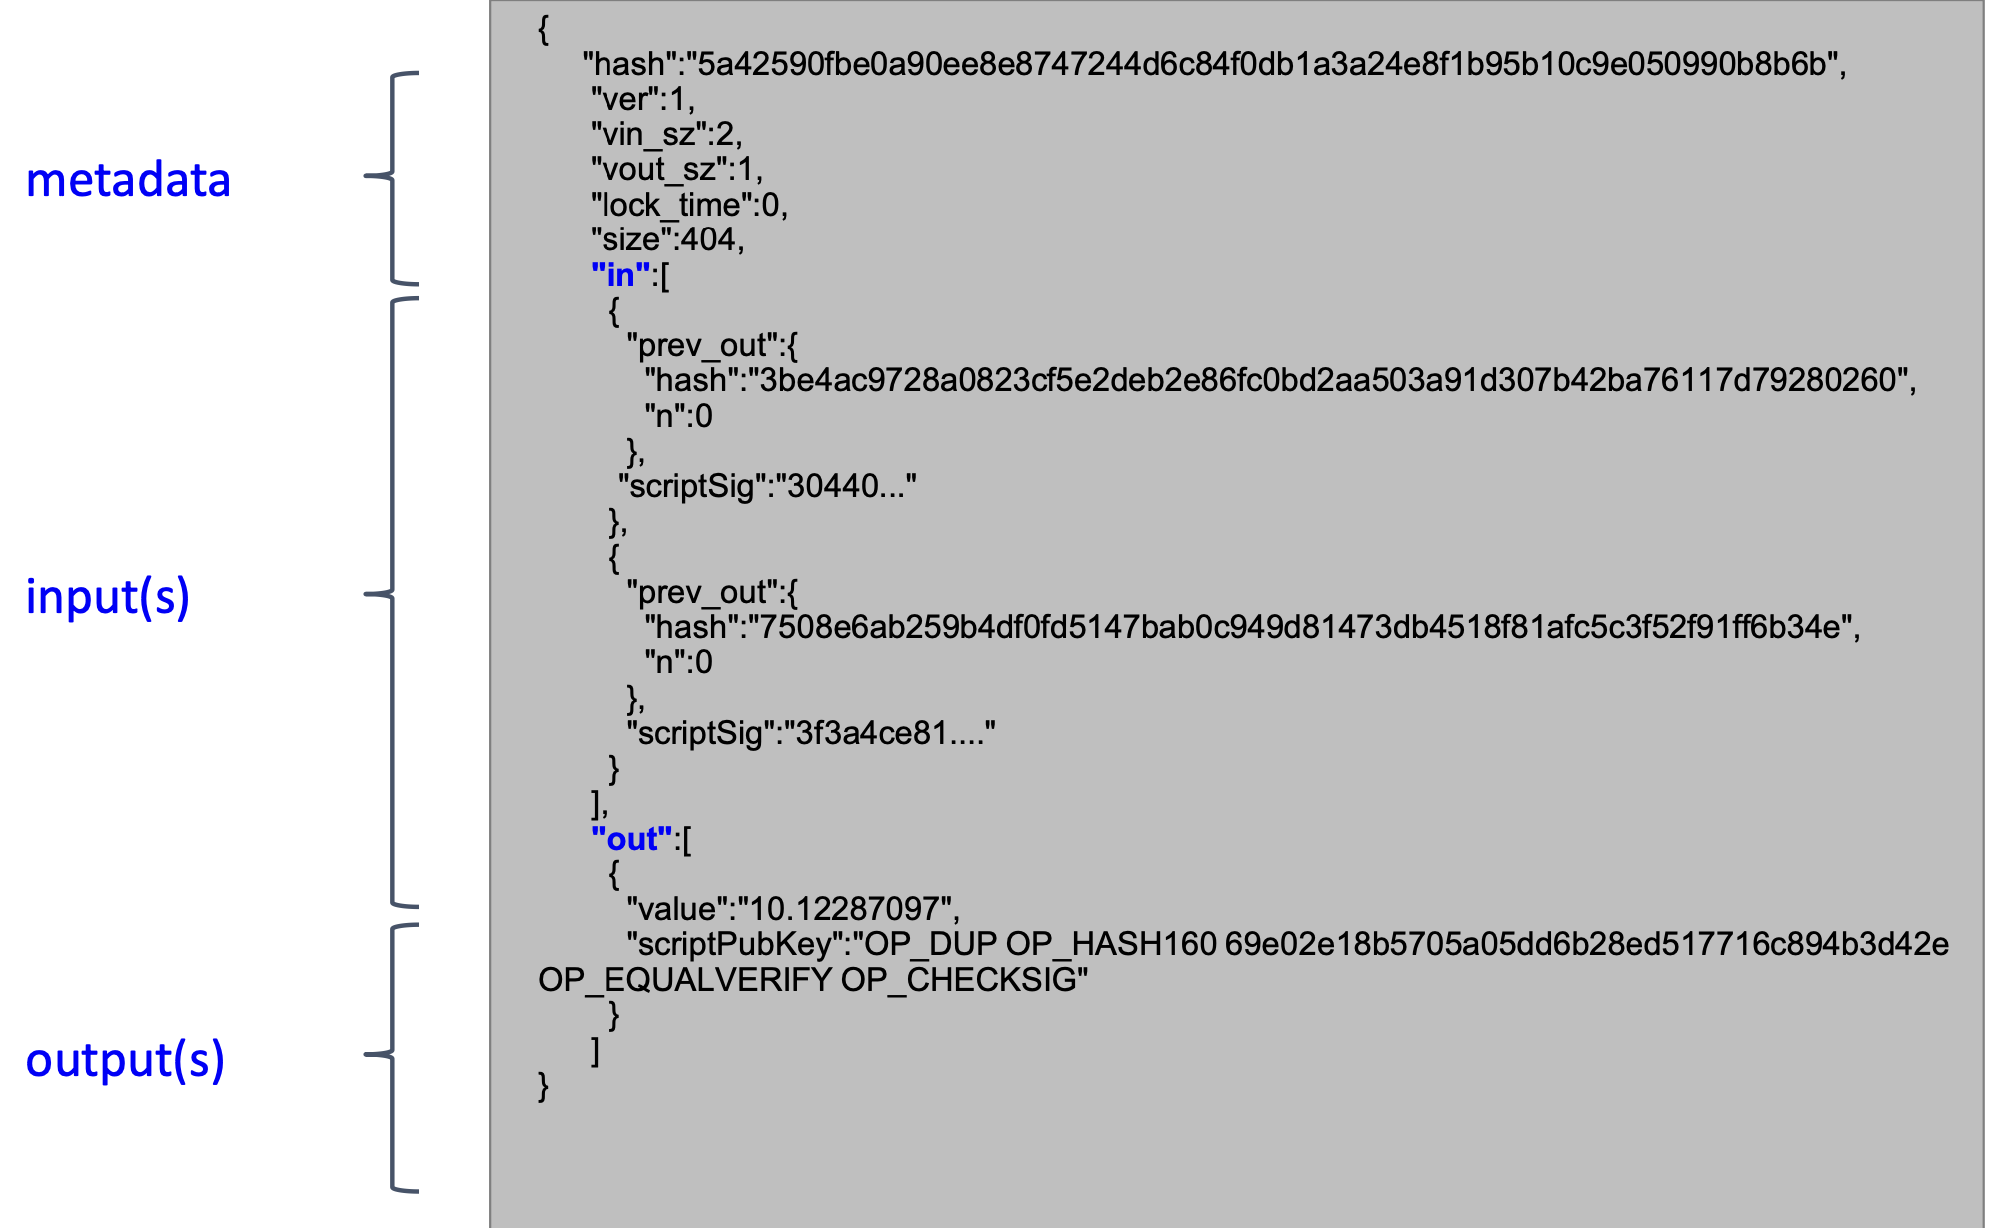 {
"hash":"5a42590fbe0a90ee8e8747244d6c84f0db1a3a24e8f1b95b10c9e050990b8b6b",
"ver":1,
"vin_sz":2,
"vout_sz":1,
metadata
"lock_time":0,
"size":404,
"in":[
{
"prev_out":{
"hash":"3be4ac9728a0823cf5e2deb2e86fc0bd2aa503a91d307b42ba76117d79280260",
"n":0
},
"scriptSig":"30440..."
},
{
input(s)
"prev_out":{
"hash":"7508e6ab259b4df0fd5147bab0c949d81473db4518f81afc5c3f52f91ff6b34e",
"n":0
},
"scriptSig":"3f3a4ce81...."
}
],
"out":[
{
"value":"10.12287097",
"scriptPubKey":"OP_DUP OP_HASH160 69e02e18b5705a05dd6b28ed517716c894b3d42e
OP_EQUALVERIFY OP_CHECKSIG"
}
]
output(s)
}